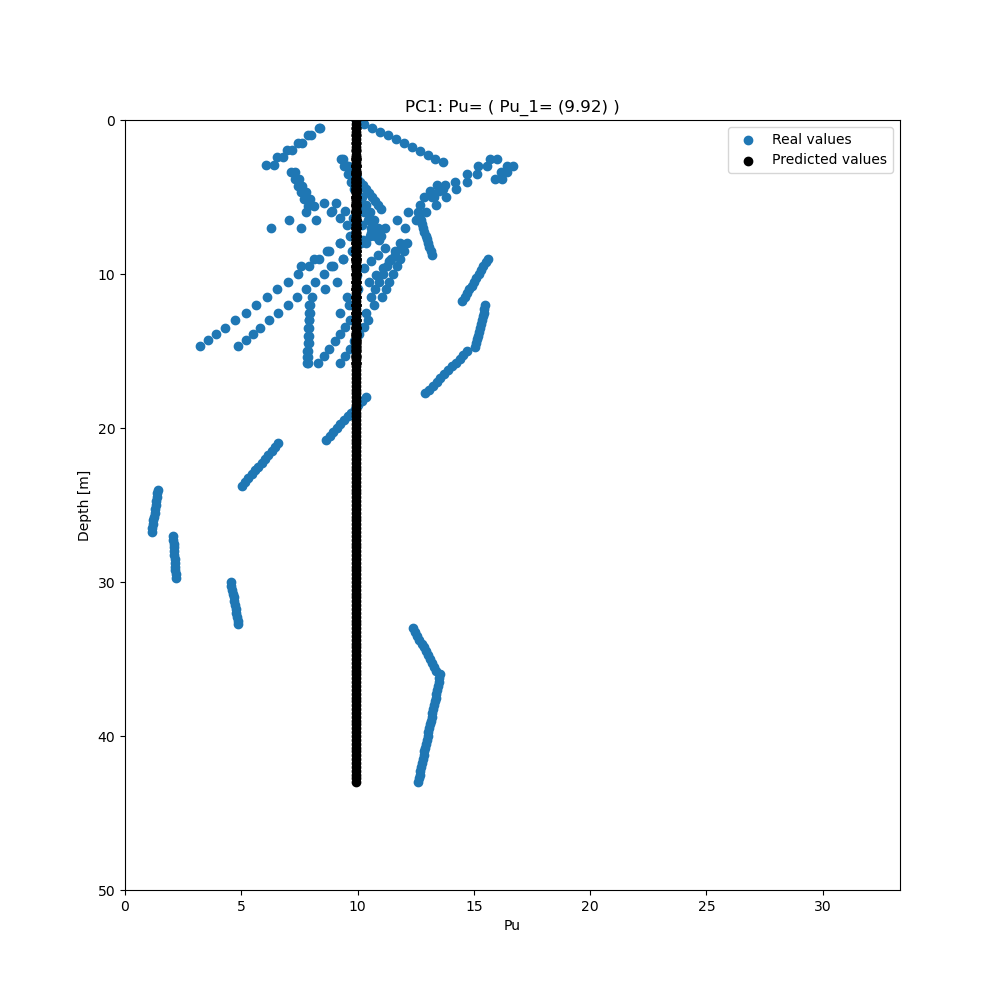 PC1: Pu= ( Pu_1= (9.92) )
Real values
Predicted values
0
10
20
30
40
50
Depth [m]
0 5 10 15 20 25 30
Pu